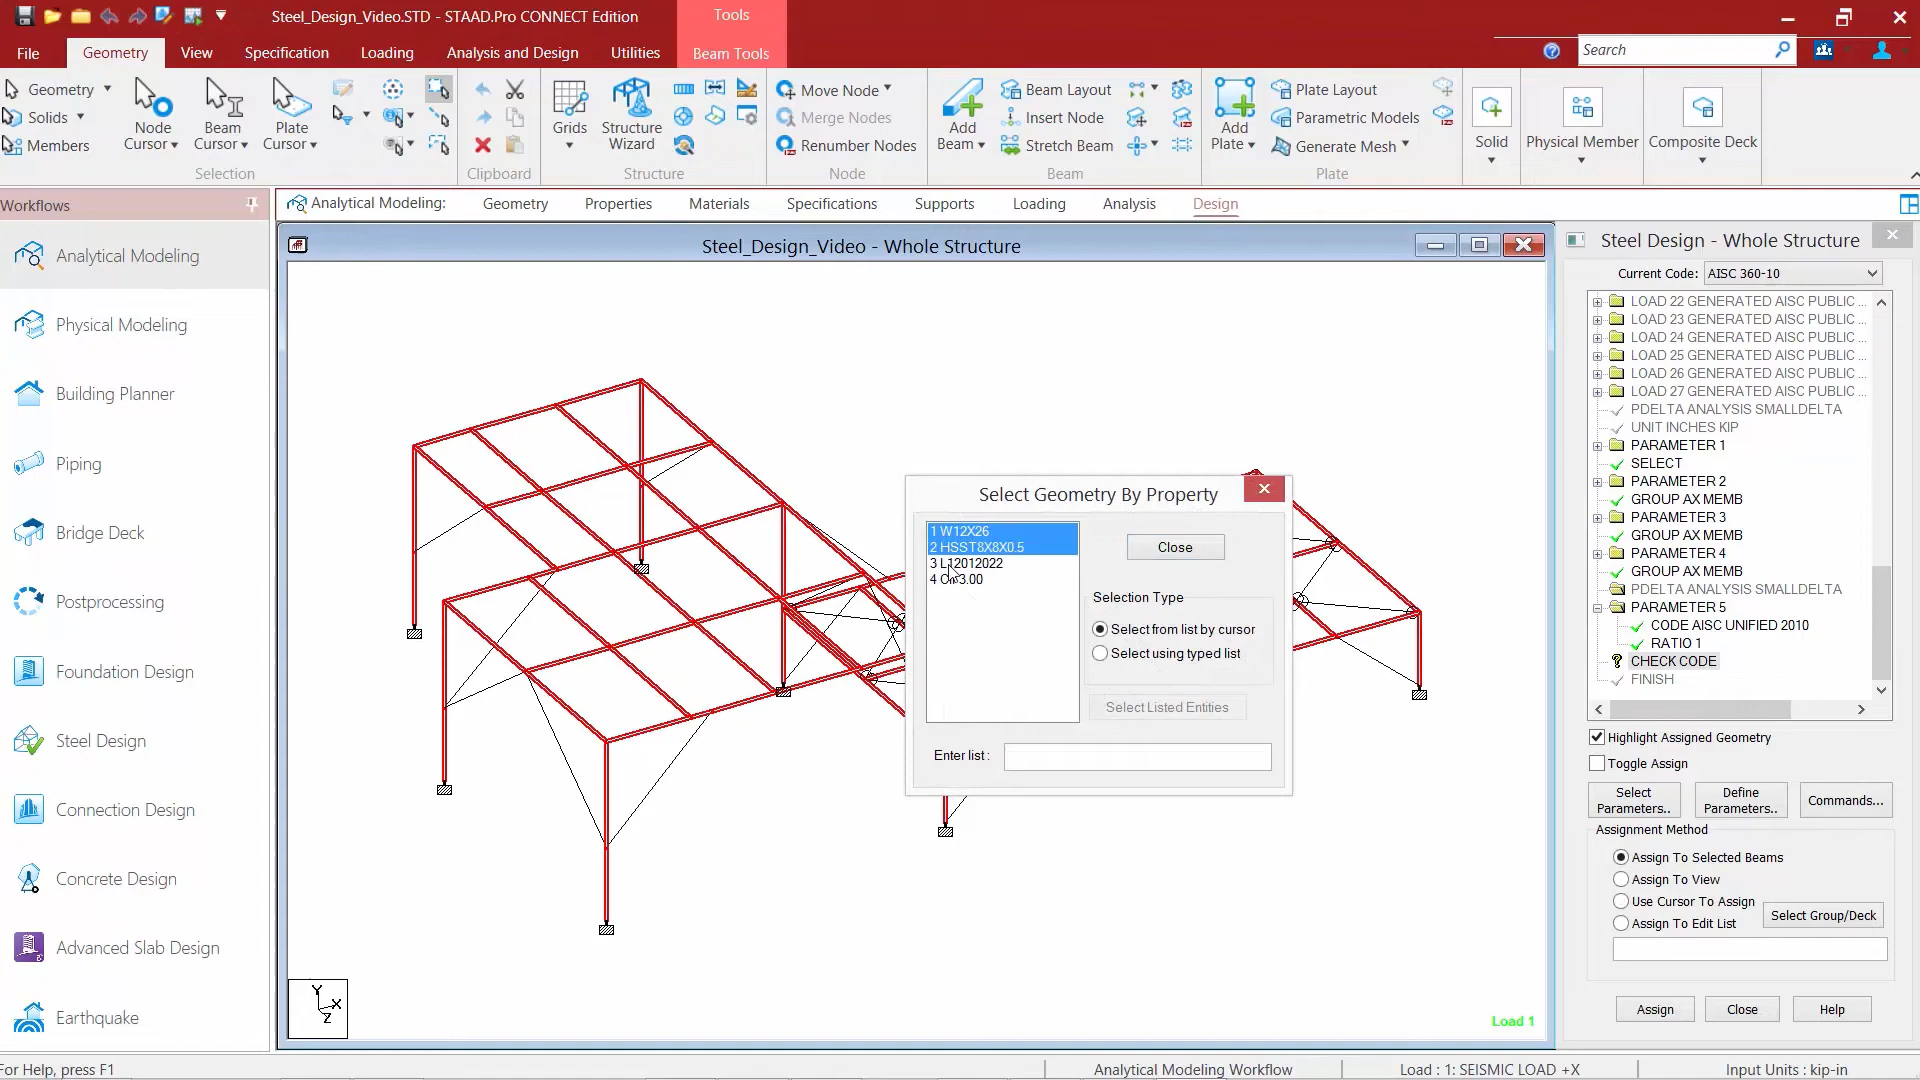 Steel_Design_Video.STD - STAAD.Pro CONNECT Edition
Tools
File
Geometry
View
Specification
Loading
Analysis and Design
Utilities
Beam Tools
Search
Geometry
Solids
Members
Node
Cursor
Beam
Cursor
Plate
Cursor
Selection
Clipboard
Grids
Structure
Wizard
Structure
Move Node
Merge Nodes
Renumber Nodes
Node
Add
Beam
Beam Layout
Insert Node
Stretch Beam
Beam
Add
Plate
Plate Layout
Parametric Models
Generate Mesh
Plate
Solid
Physical Member
Composite Deck
Workflows
Analytical Modeling
Physical Modeling
Building Planner
Piping
Bridge Deck
Postprocessing
Foundation Design
Steel Design
Connection Design
Concrete Design
Advanced Slab Design
Earthquake
Analytical Modeling:
Geometry
Properties
Materials
Specifications
Supports
Loading
Analysis
Design
Steel_Design_Video - Whole Structure
Select Geometry By Property
1 W12X26
2 HSST8X8X0.5
3 L12012022
3.00
Close
Selection Type
Select from list by cursor
Select using typed list
Select Listed Entities
Enter list :
Y
X
Z
Load 1
Steel Design - Whole Structure
Current Code:
AISC 360-10
LOAD 22 GENERATED AISC PUBLIC ...
LOAD 23 GENERATED AISC PUBLIC ...
LOAD 24 GENERATED AISC PUBLIC ...
LOAD 25 GENERATED AISC PUBLIC ...
LOAD 26 GENERATED AISC PUBLIC ...
LOAD 27 GENERATED AISC PUBLIC ...
PDELTA ANALYSIS SMALLDELTA
UNIT INCHES KIP
PARAMETER 1
SELECT
PARAMETER 2
GROUP AX MEMB
PARAMETER 3
GROUP AX MEMB
PARAMETER 4
GROUP AX MEMB
PDELTA ANALYSIS SMALLDELTA
PARAMETER 5
CODE AISC UNIFIED 2010
RATIO 1
CHECK CODE
FINISH
Highlight Assigned Geometry
Toggle Assign
Select
Parameters..
Define
Parameters..
Commands...
Assignment Method
Assign To Selected Beams
Assign To View
Use Cursor To Assign
Assign To Edit List
Select Group/Deck
Assign
Close
Help
For Help, press F1
Analytical Modeling Workflow
Load : 1: SEISMIC LOAD +X
Input Units : kip-in